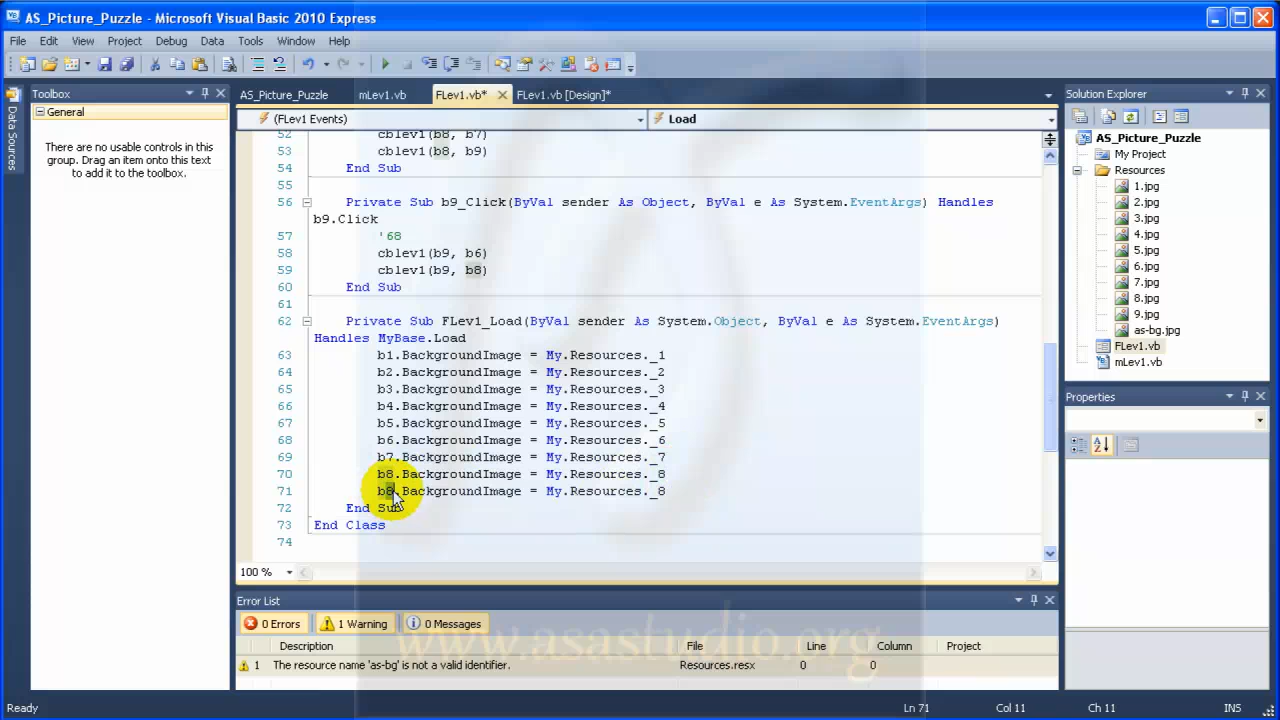 AS_Picture_Puzzle - Microsoft Visual Basic 2010 Express
File Edit View Project Debug Data Tools Window Help
Data Sources
Toolbox
General
There are no usable controls in this
group. Drag an item onto this text
to add it to the toolbox.
AS_Picture_Puzzle mLev1.vb FLev1.vb* FLev1.vb [Design]*
(FLev1 Events) Load
52 cblev1(b8, b7)
53 cblev1(b8, b9)
54 End Sub
55
56 Private Sub b9_Click(ByVal sender As Object, ByVal e As System.EventArgs) Handles
b9.Click
57 '68
58 cblev1(b9, b6)
59 cblev1(b9, b8)
60 End Sub
61
62 Private Sub FLev1_Load(ByVal sender As System.Object, ByVal e As System.EventArgs)
Handles MyBase.Load
63 b1.BackgroundImage = My.Resources._1
64 b2.BackgroundImage = My.Resources._2
65 b3.BackgroundImage = My.Resources._3
66 b4.BackgroundImage = My.Resources._4
67 b5.BackgroundImage = My.Resources._5
68 b6.BackgroundImage = My.Resources._6
69 b7.BackgroundImage = My.Resources._7
70 b8.BackgroundImage = My.Resources._8
71 b8.BackgroundImage = My.Resources._8
72 End Sub
73 End Class
74
100 %
Solution Explorer
AS_Picture_Puzzle
My Project
Resources
1.jpg
2.jpg
3.jpg
4.jpg
5.jpg
6.jpg
7.jpg
8.jpg
9.jpg
as-bg.jpg
FLev1.vb
mLev1.vb
Properties
Error List
0 Errors 1 Warning 0 Messages
Description File Line Column Project
1 The resource name 'as-bg' is not a valid identifier. Resources.resx 0 0
www.asastudio.org
Ready Ln 71 Col 11 Ch 11 INS